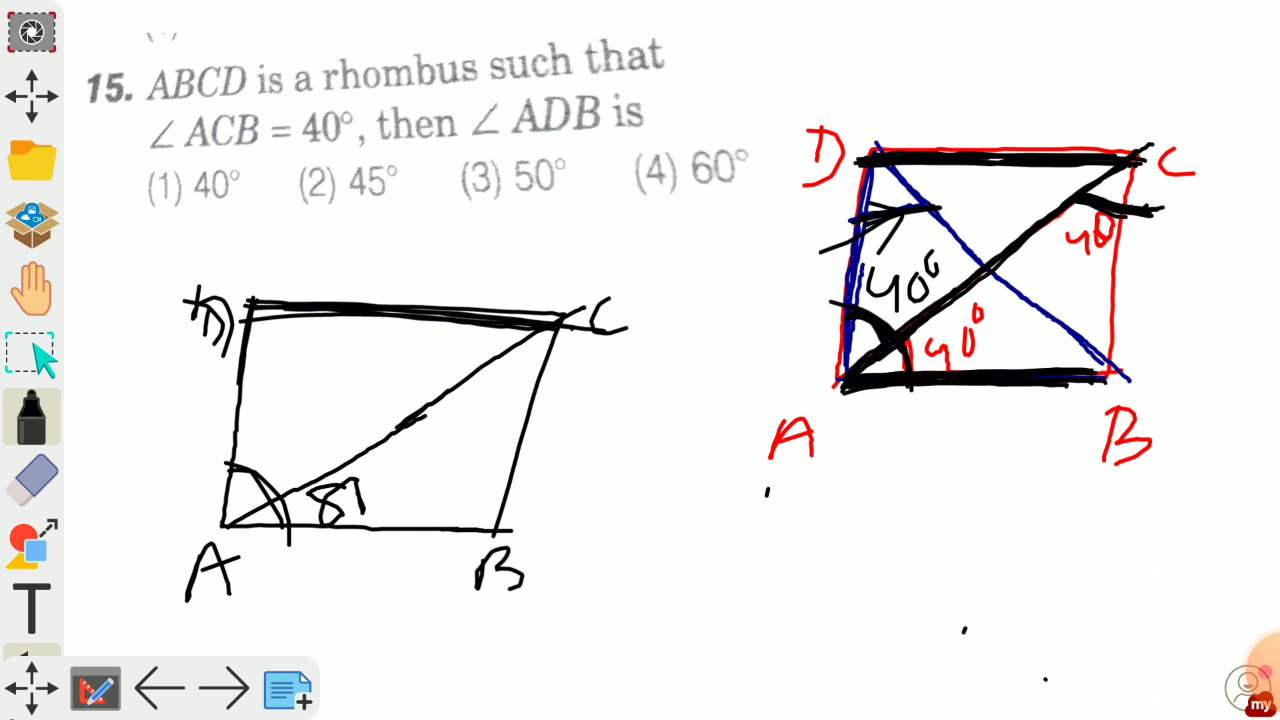 15. ABCD is a rhombus such that
∠ ACB = 40°, then ∠ ADB is
(1) 40° (2) 45° (3) 50° (4) 60°
D C
40
40°
40°
A B
C
80
A B
T
my